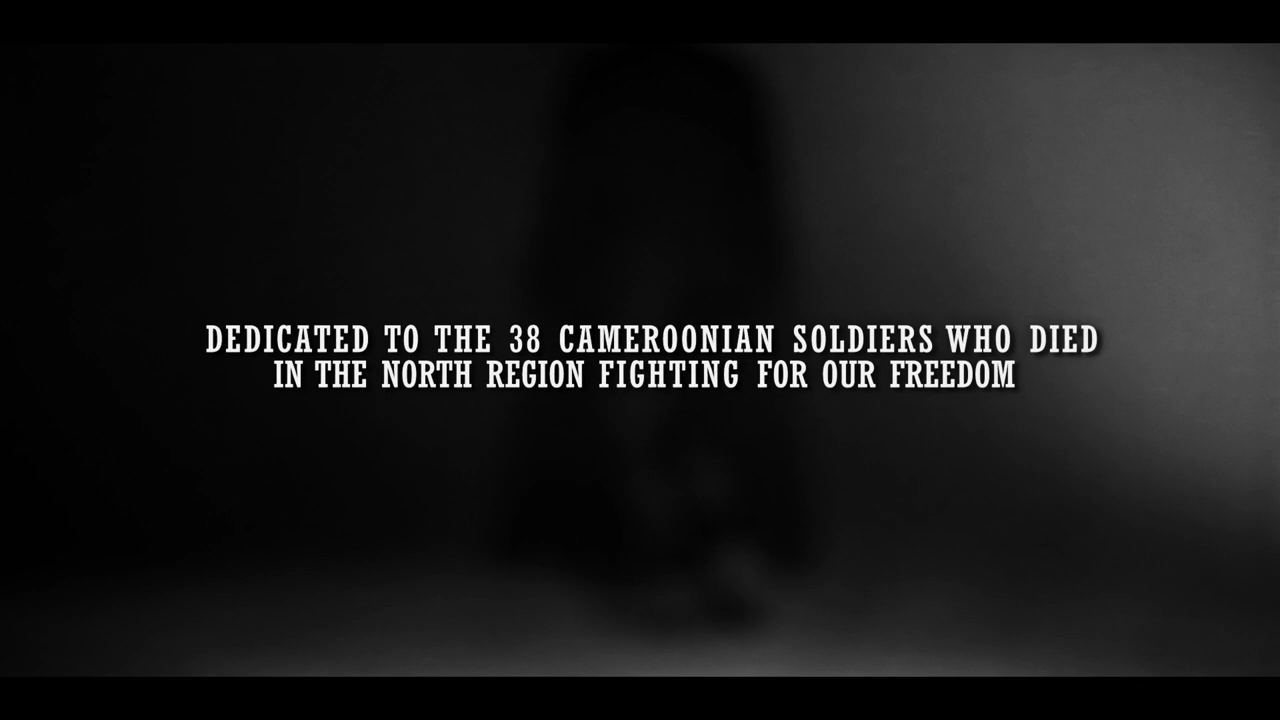 DEDICATED TO THE 38 CAMEROONIAN SOLDIERS WHO DIED
IN THE NORTH REGION FIGHTING FOR OUR FREEDOM